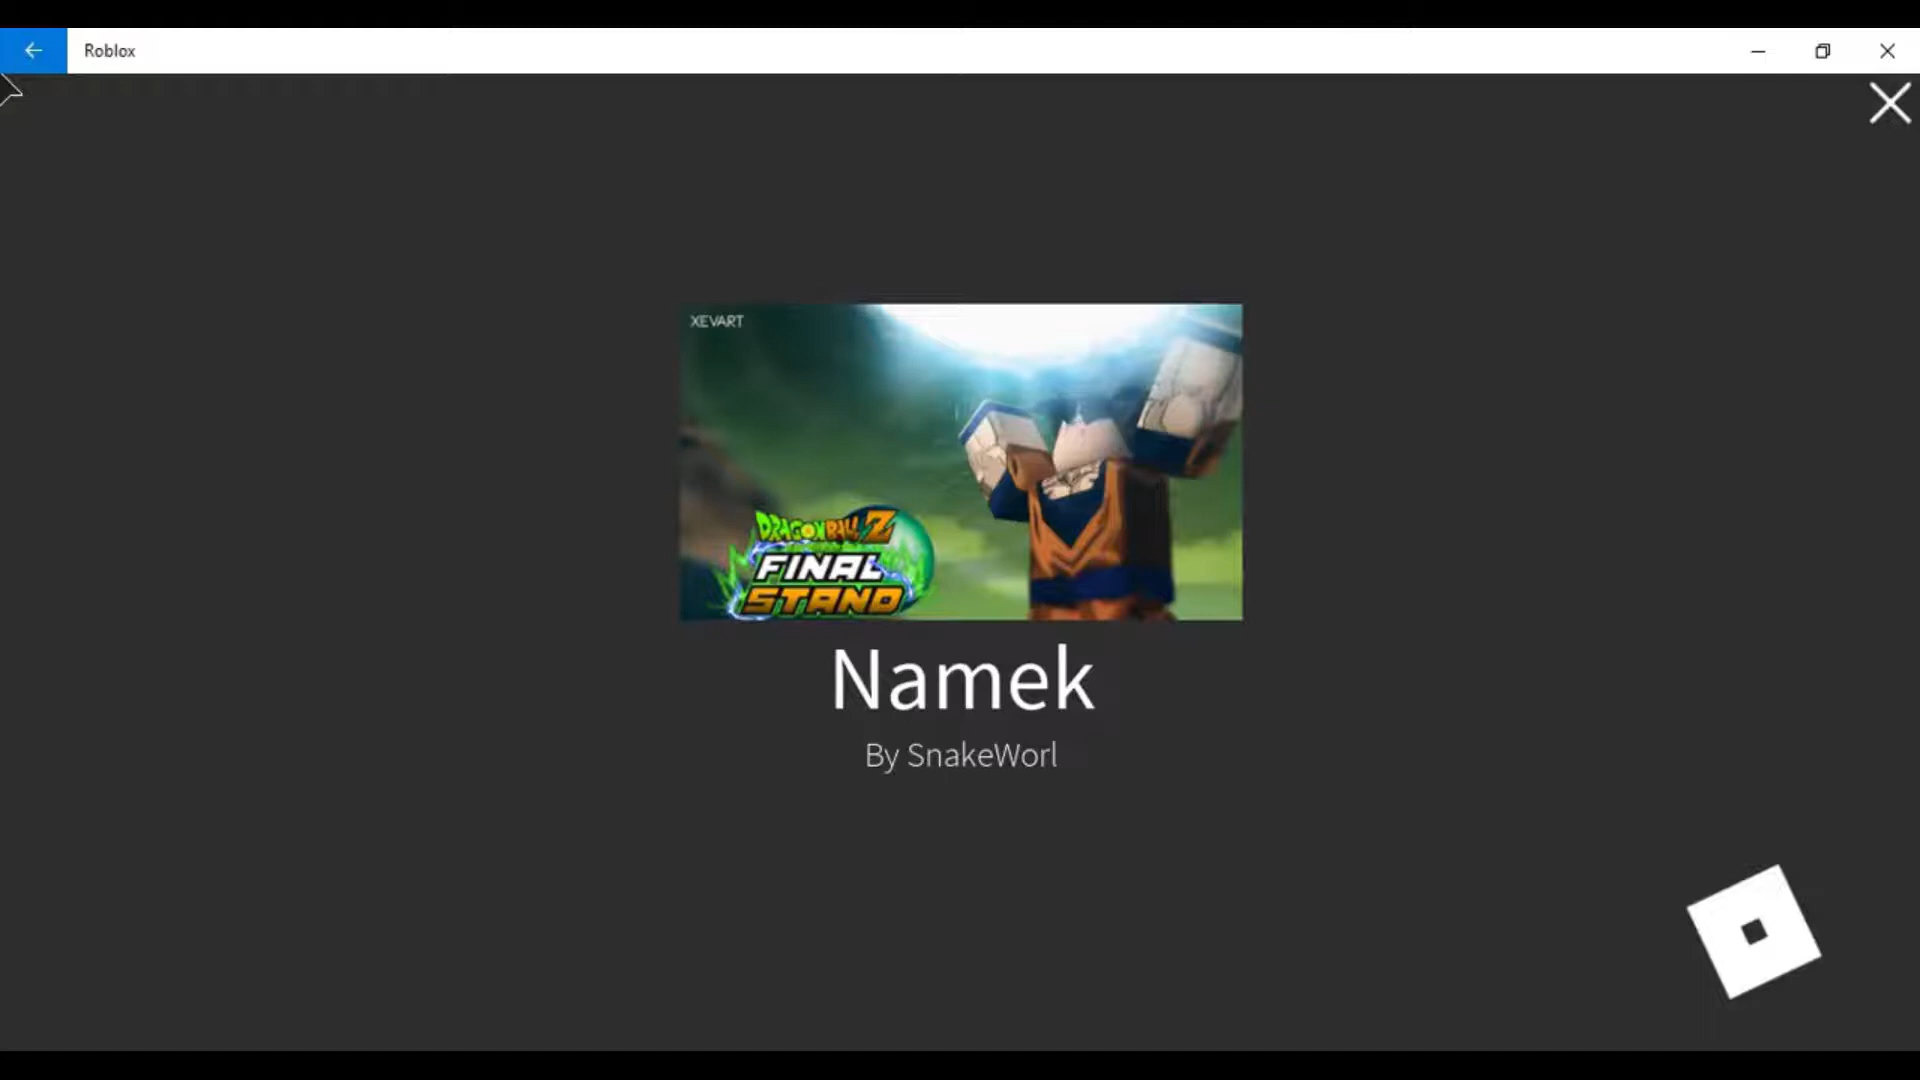 Roblox
XEVART
DRAGON BALL Z
FINAL
STAND
Namek
By SnakeWorl